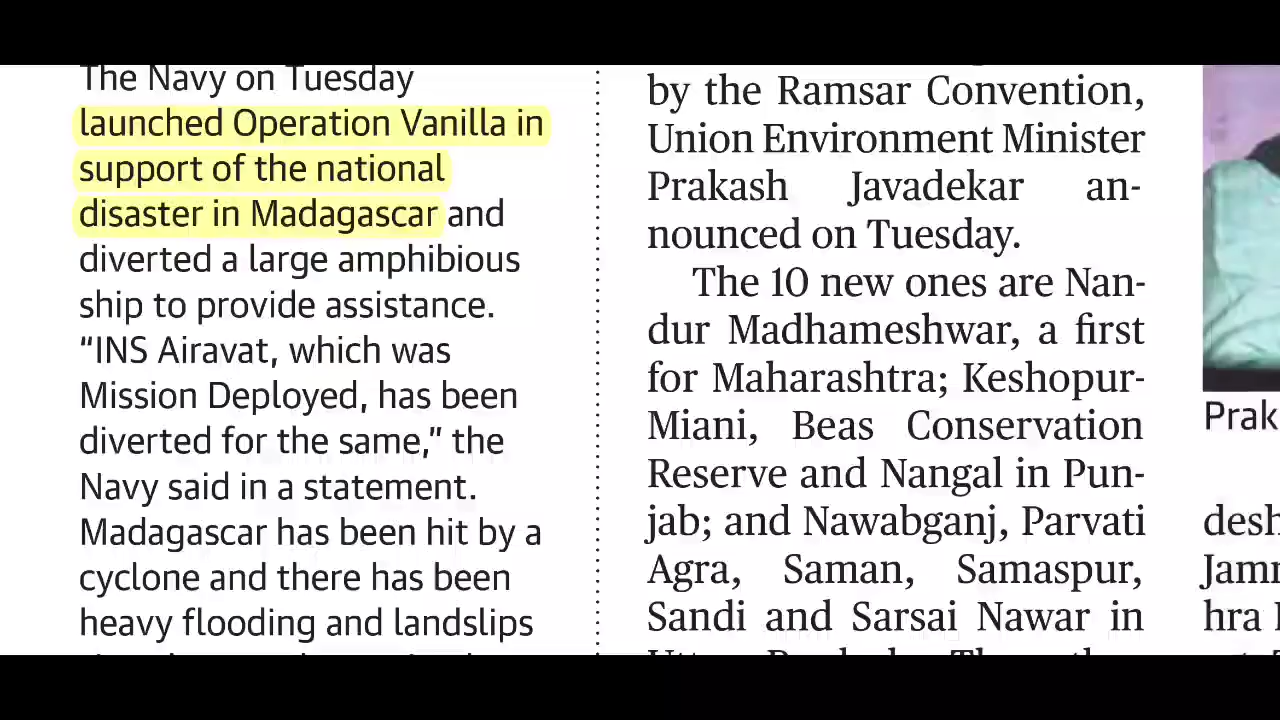 The Navy on Tuesday
launched Operation Vanilla in
support of the national
disaster in Madagascar and
diverted a large amphibious
ship to provide assistance.
“INS Airavat, which was
Mission Deployed, has been
diverted for the same,” the
Navy said in a statement.
Madagascar has been hit by a
cyclone and there has been
heavy flooding and landslips
by the Ramsar Convention,
Union Environment Minister
Prakash Javadekar an-
nounced on Tuesday.
The 10 new ones are Nan-
dur Madhameshwar, a first
for Maharashtra; Keshopur-
Miani, Beas Conservation
Reserve and Nangal in Pun-
jab; and Nawabganj, Parvati
Agra, Saman, Samaspur,
Sandi and Sarsai Nawar in
Prak
desh
Jamm
hra